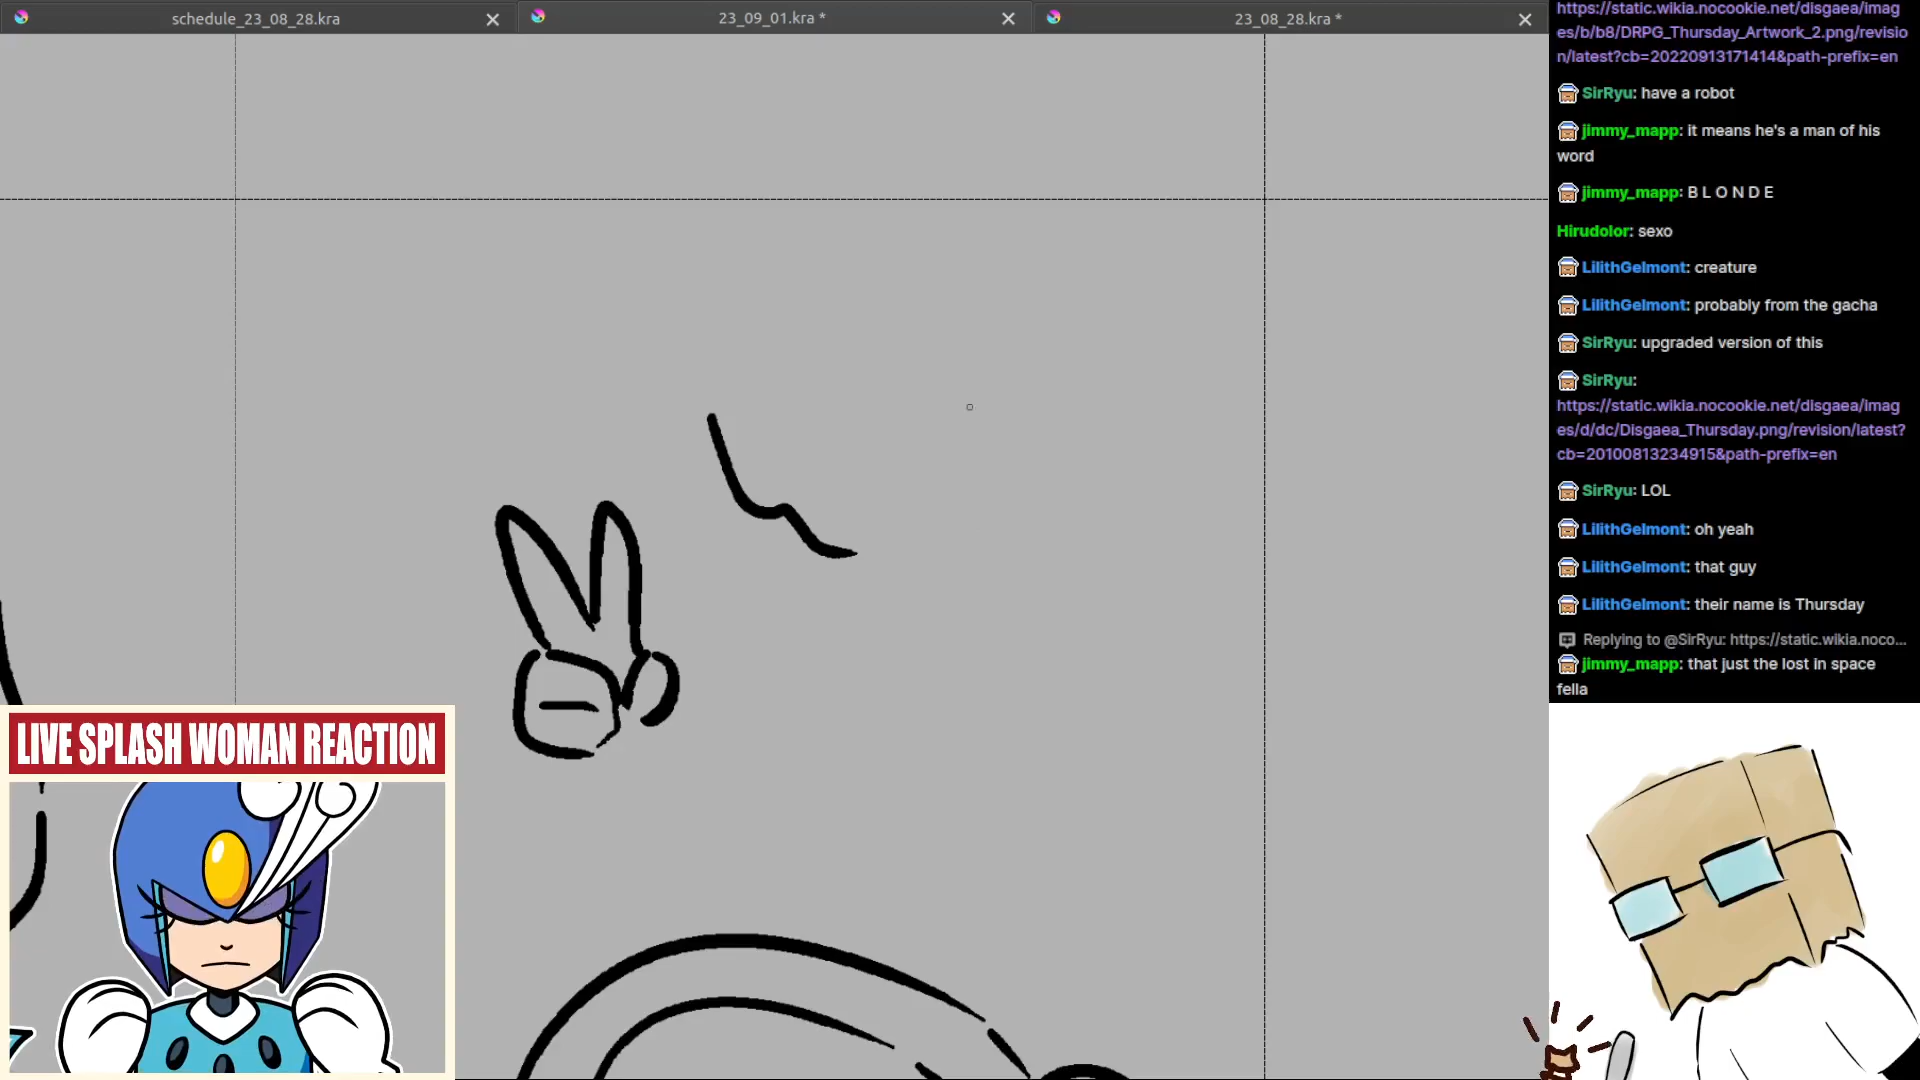 schedule_23_08_28.kra
23_09_01.kra *
23_08_28.kra *
https://static.wikia.nocookie.net/disgaea/imag
es/b/b8/DRPG_Thursday_Artwork_2.png/revisio
n/latest?cb=20220913171414&path-prefix=en
SirRyu: have a robot
jimmy_mapp: it means he's a man of his
word
jimmy_mapp: B L O N D E
Hirudolor: sexo
LilithGelmont: creature
LilithGelmont: probably from the gacha
SirRyu: upgraded version of this
SirRyu:
https://static.wikia.nocookie.net/disgaea/imag
es/d/dc/Disgaea_Thursday.png/revision/latest?
cb=20100813234915&path-prefix=en
SirRyu: LOL
LilithGelmont: oh yeah
LilithGelmont: that guy
LilithGelmont: their name is Thursday
Replying to @SirRyu: https://static.wikia.noco...
jimmy_mapp: that just the lost in space
fella
LIVE SPLASH WOMAN REACTION